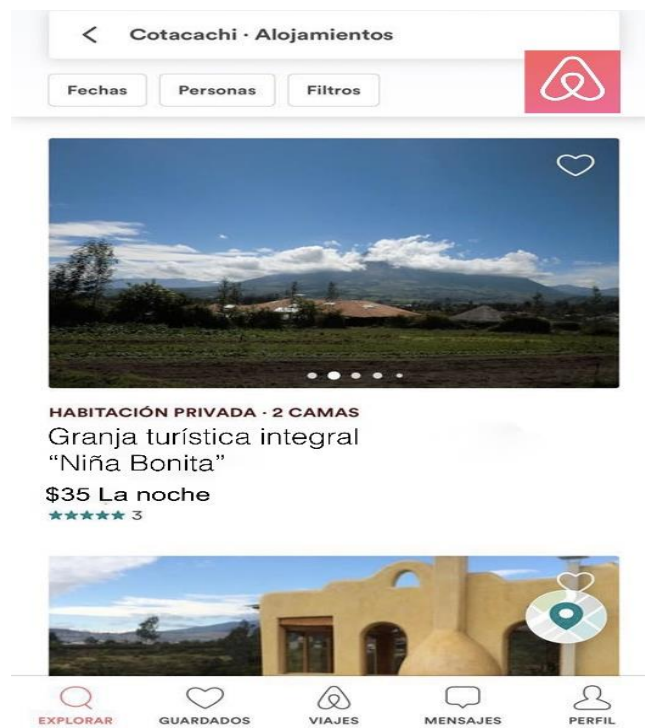 Cotacachi · Alojamientos
Fechas
Personas
Filtros
HABITACIÓN PRIVADA · 2 CAMAS
Granja turística integral
“Niña Bonita”
$35 La noche
★★★★★ 3
EXPLORAR
GUARDADOS
VIAJES
MENSAJES
PERFIL